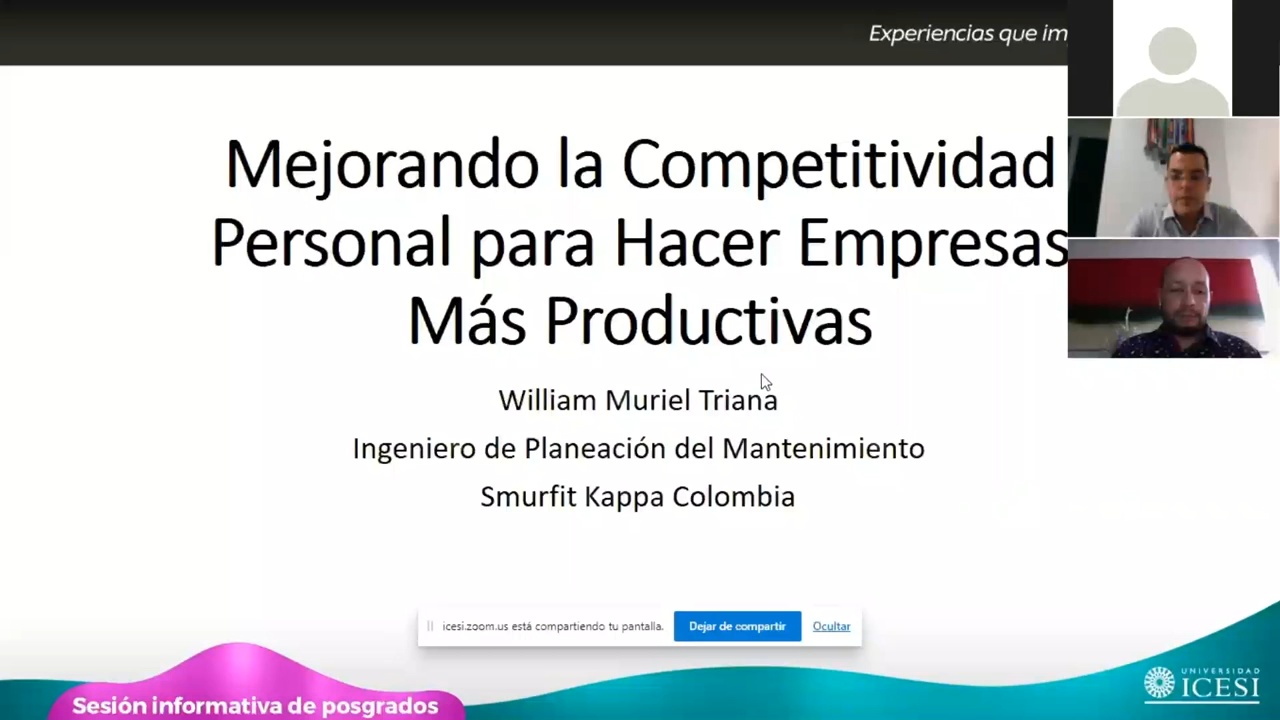 Experiencias que im
Mejorando la Competitividad
Personal para Hacer Empresas
Más Productivas
William Muriel Triana
Ingeniero de Planeación del Mantenimiento
Smurfit Kappa Colombia
icesi.zoom.us está compartiendo tu pantalla.
Dejar de compartir
Ocultar
Sesión informativa de posgrados
UNIVERSIDAD
ICESI